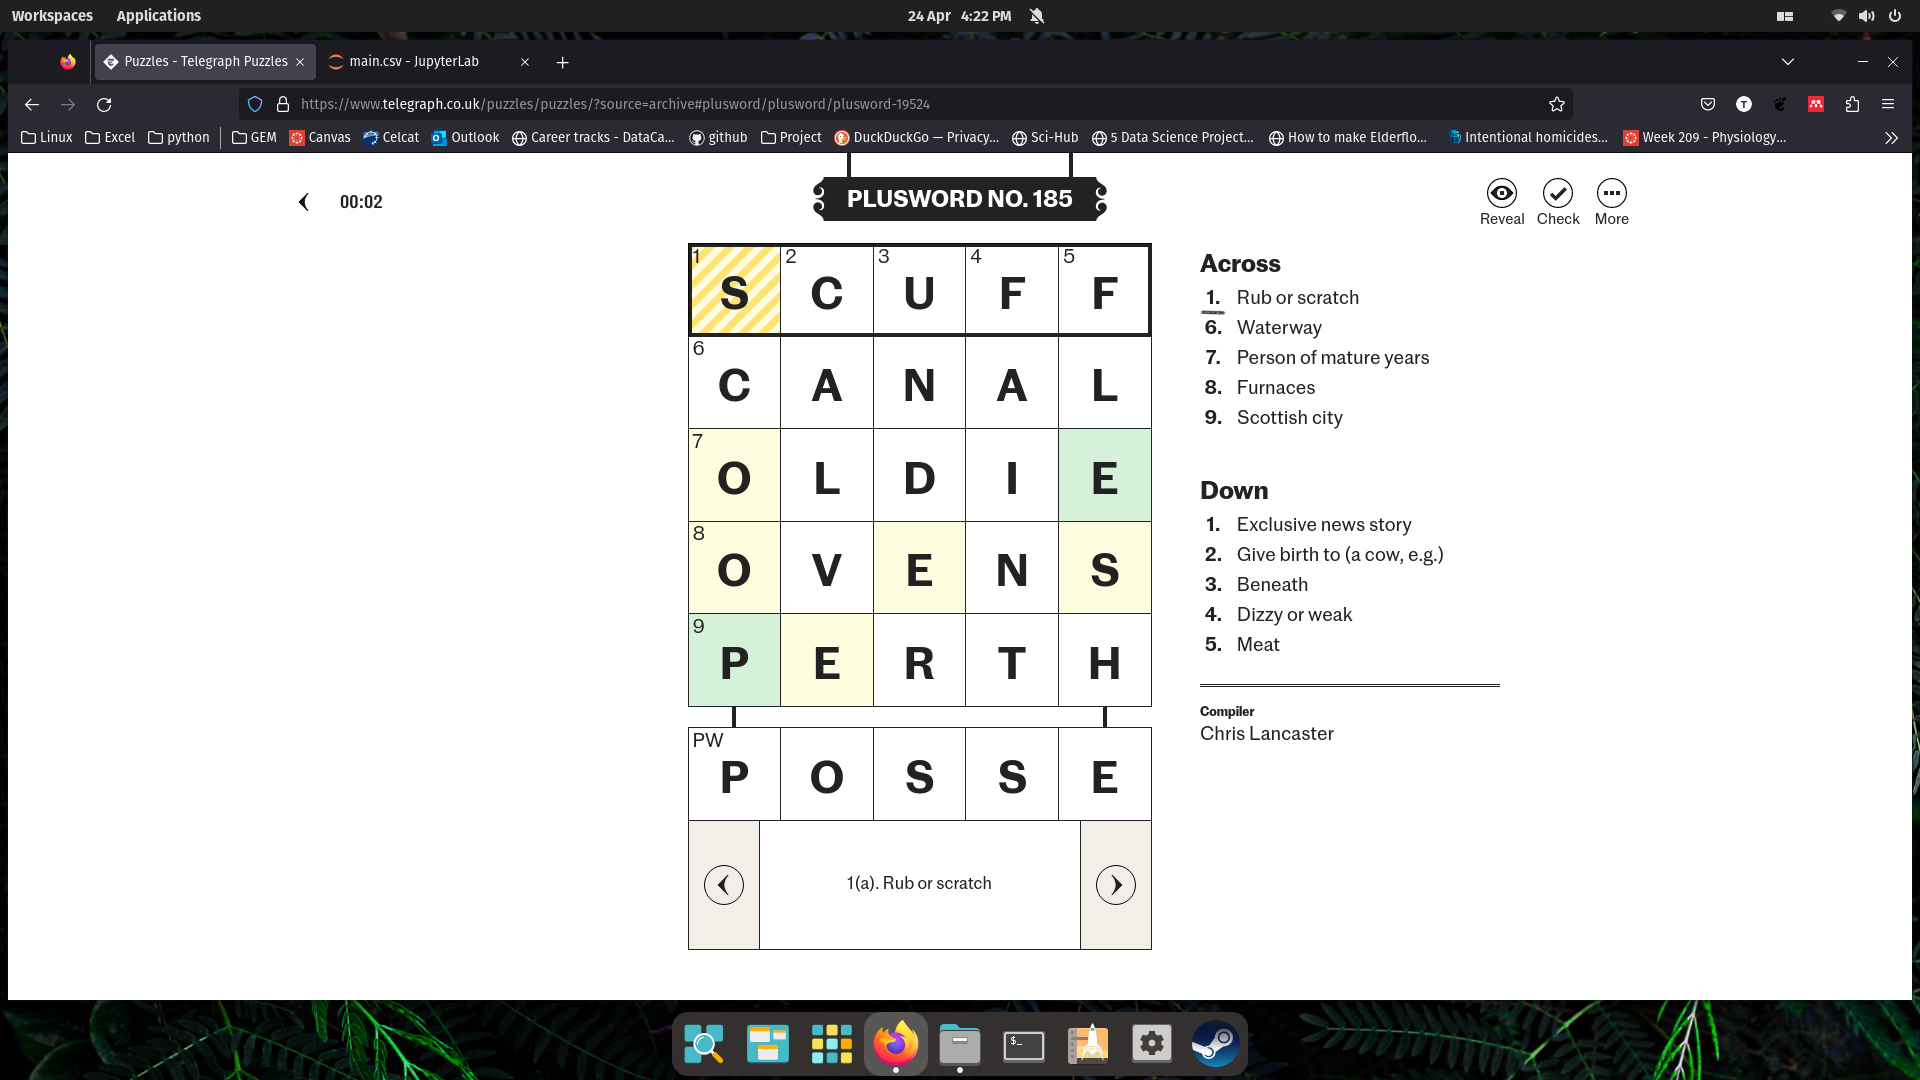 Workspaces Applications 24 Apr 4:22 PM
Puzzles - Telegraph Puzzles main.csv - JupyterLab
https://www.telegraph.co.uk/puzzles/puzzles/?source=archive#plusword/plusword/plusword-19524
Linux Excel python GEM Canvas Celcat Outlook Career tracks - DataCa... github Project DuckDuckGo — Privacy... Sci-Hub 5 Data Science Project... How to make Elderflo... Intentional homicides... Week 209 - Physiology...
00:02
PLUSWORD NO. 185
Reveal Check More
1 S 2 C 3 U 4 F 5 F
6 C A N A L
7 O L D I E
8 O V E N S
9 P E R T H
PW P O S S E
1(a). Rub or scratch
Across
1. Rub or scratch
6. Waterway
7. Person of mature years
8. Furnaces
9. Scottish city
Down
1. Exclusive news story
2. Give birth to (a cow, e.g.)
3. Beneath
4. Dizzy or weak
5. Meat
Compiler
Chris Lancaster